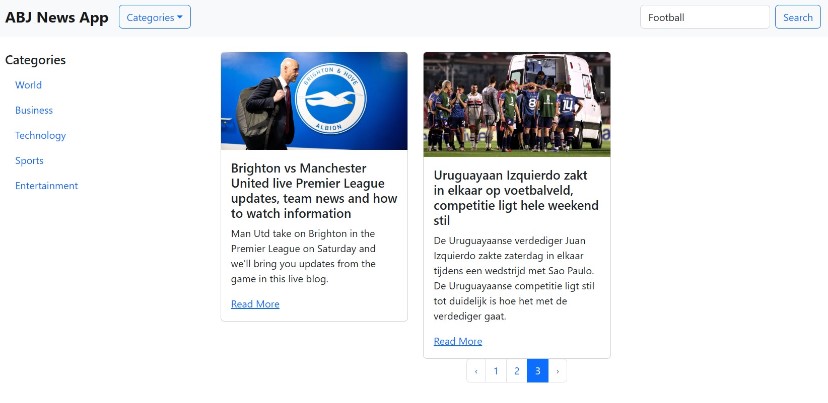 ABJ News App
Categories
Football
Search
Categories
World
Business
Technology
Sports
Entertainment
BRIGHTON & HOVE
ALBION
Brighton vs Manchester
United live Premier League
updates, team news and how
to watch information
Man Utd take on Brighton in the
Premier League on Saturday and
we'll bring you updates from the
game in this live blog.
Read More
8
14
Uruguayaan Izquierdo zakt
in elkaar op voetbalveld,
competitie ligt hele weekend
stil
De Uruguayaanse verdediger Juan
Izquierdo zakte zaterdag in elkaar
tijdens een wedstrijd met Sao Paulo.
De Uruguayaanse competitie ligt stil
tot duidelijk is hoe het met de
verdediger gaat.
Read More
‹ 1 2 3 ›